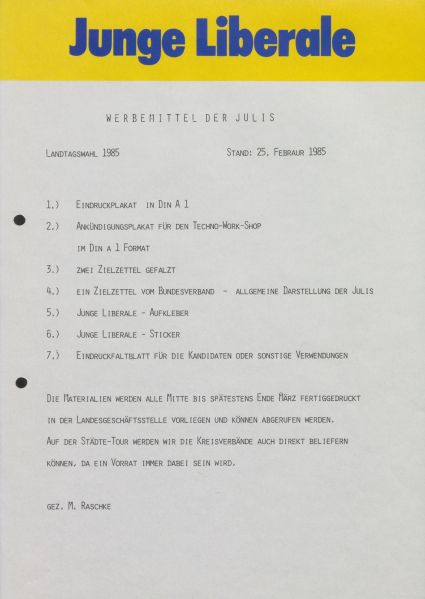 Junge Liberale
WERBEMITTEL DER JULIS
LANDTAGSWAHL 1985 STAND: 25. FEBRAUR 1985
1.) EINDRUCKPLAKAT IN DIN A 1
2.) ANKÜNDIGUNGSPLAKAT FÜR DEN TECHNO-WORK-SHOP
IM DIN A 1 FORMAT
3.) ZWEI ZIELZETTEL GEFALZT
4.) EIN ZIELZETTEL VOM BUNDESVERBAND - ALLGEMEINE DARSTELLUNG DER JULIS
5.) JUNGE LIBERALE - AUFKLEBER
6.) JUNGE LIBERALE - STICKER
7.) EINDRUCKFALTBLATT FÜR DIE KANDIDATEN ODER SONSTIGE VERWENDUNGEN
DIE MATERIALIEN WERDEN ALLE MITTE BIS SPÄTESTENS ENDE MÄRZ FERTIGGEDRUCKT
IN DER LANDESGESCHÄFTSSTELLE VORLIEGEN UND KÖNNEN ABGERUFEN WERDEN.
AUF DER STÄDTE-TOUR WERDEN WIR DIE KREISVERBÄNDE AUCH DIREKT BELIEFERN
KÖNNEN, DA EIN VORRAT IMMER DABEI SEIN WIRD.
GEZ. M. RASCHKE